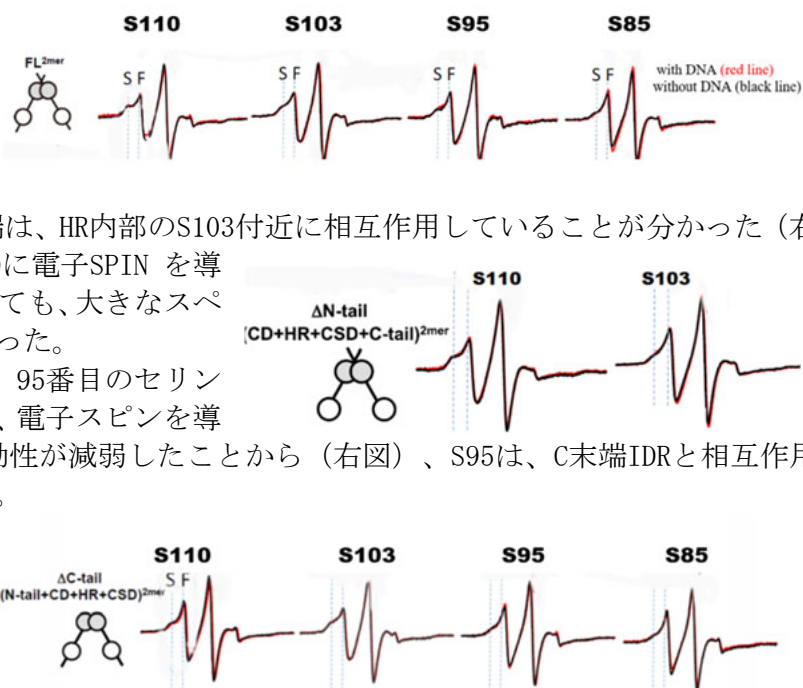 S110 S103 S95 S85
FL2mer
S F S F S F S F
with DNA (red line)
without DNA (black line)
は、HR内部のS103付近に相互作用していることが分かった（右
に電子SPIN を導
ても、大きなスペ
った。
95番目のセリン
、電子スピンを導
動性が減弱したことから（右図）、S95は、C末端IDRと相互作用
。
S110 S103
ΔN-tail
(CD+HR+CSD+C-tail)2mer
S110 S103 S95 S85
ΔC-tail
(N-tail+CD+HR+CSD)2mer
S F